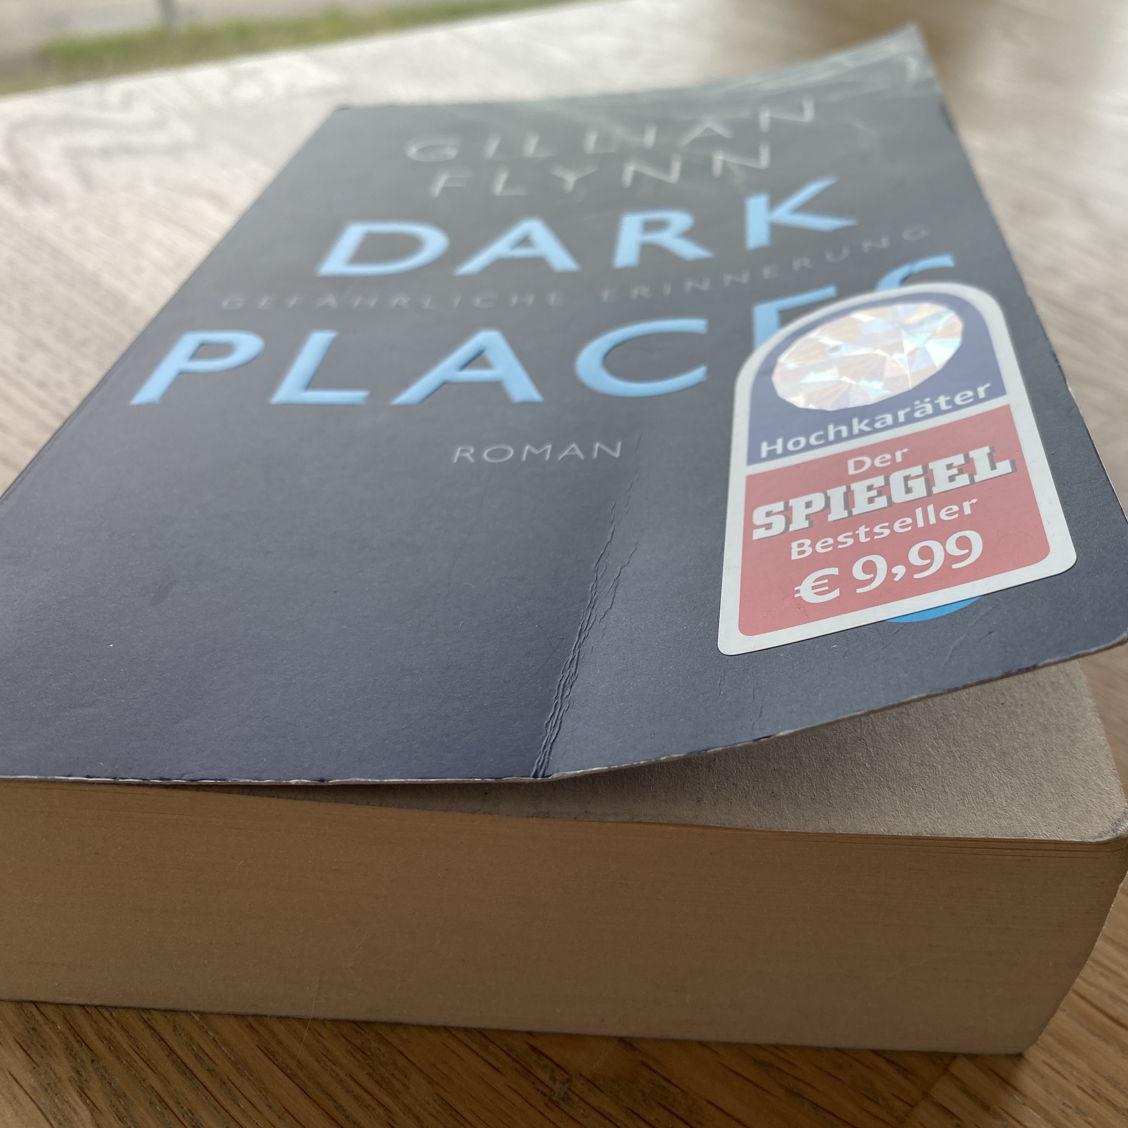 GILLIAN
FLYNN
DARK
GEFÄHRLICHE ERINNERUNG
PLACES
ROMAN
Hochkaräter
Der
SPIEGEL
Bestseller
€ 9,99